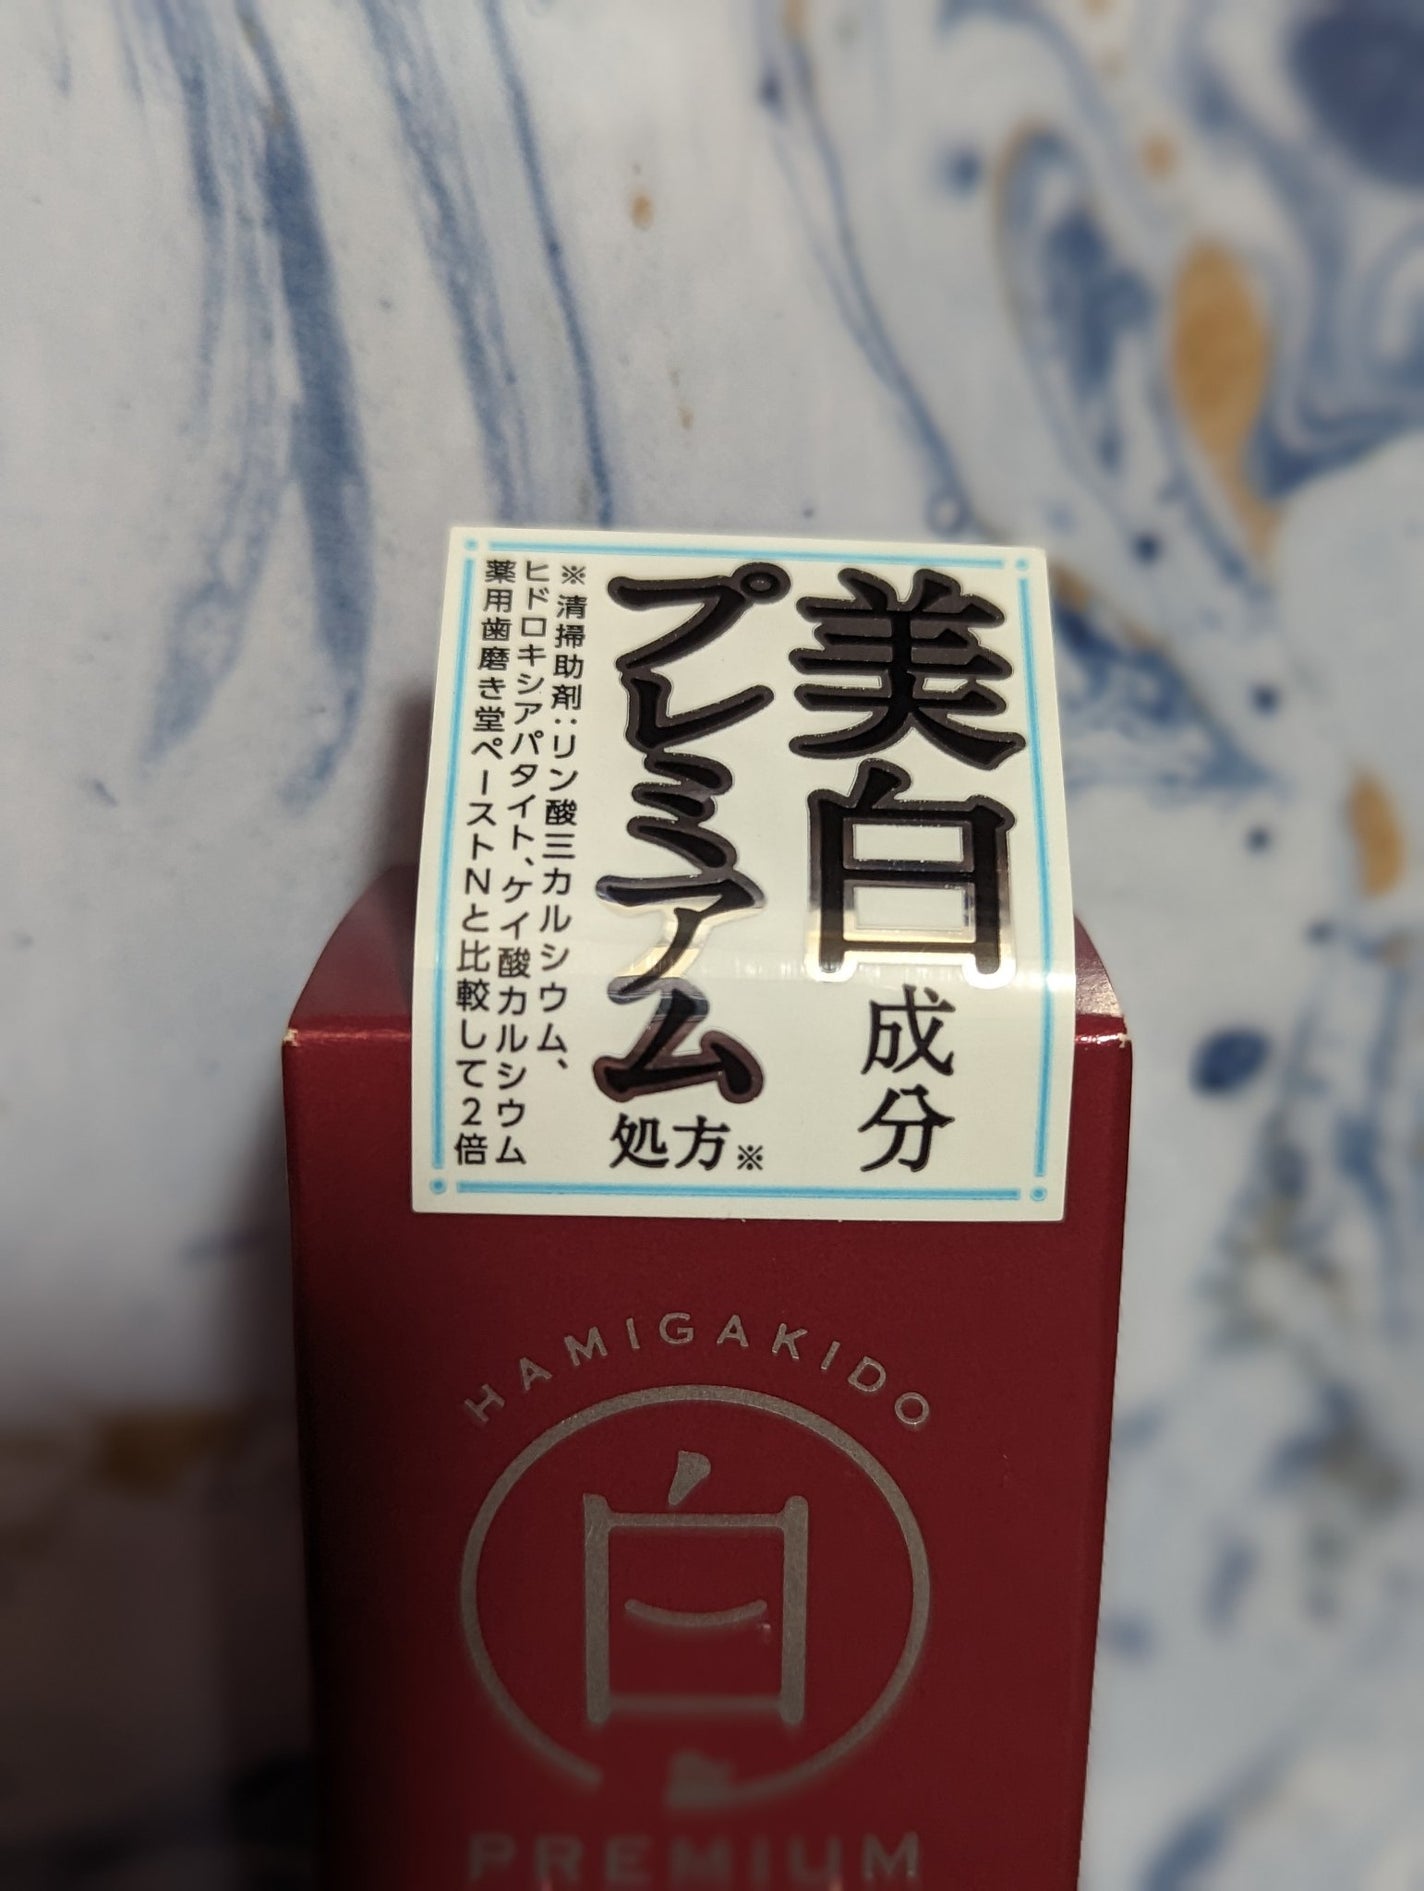 美白成分
プレミアム処方※
※清掃助剤:リン酸三カルシウム、
ヒドロキシアパタイト、ケイ酸カルシウム
薬用歯磨き堂ペーストNと比較して2倍
HAMIGAKIDO
白
PREMIUM